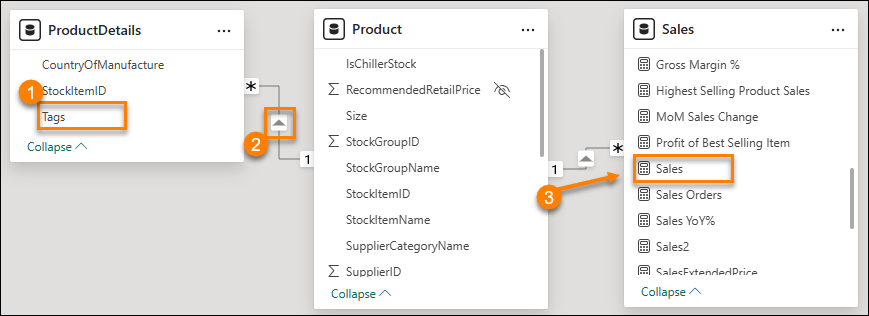 ProductDetails
...
CountryOfManufacture
StockItemID
1
Tags
Collapse
*
2
1
Product
...
IsChillerStock
Σ RecommendedRetailPrice
Size
Σ StockGroupID
StockGroupName
StockItemID
StockItemName
SupplierCategoryName
Σ SupplierID
Collapse
1
*
3
Sales
...
Gross Margin %
Highest Selling Product Sales
MoM Sales Change
Profit of Best Selling Item
Sales
Sales Orders
Sales YoY%
Sales2
SalesExtendedPrice
Collapse